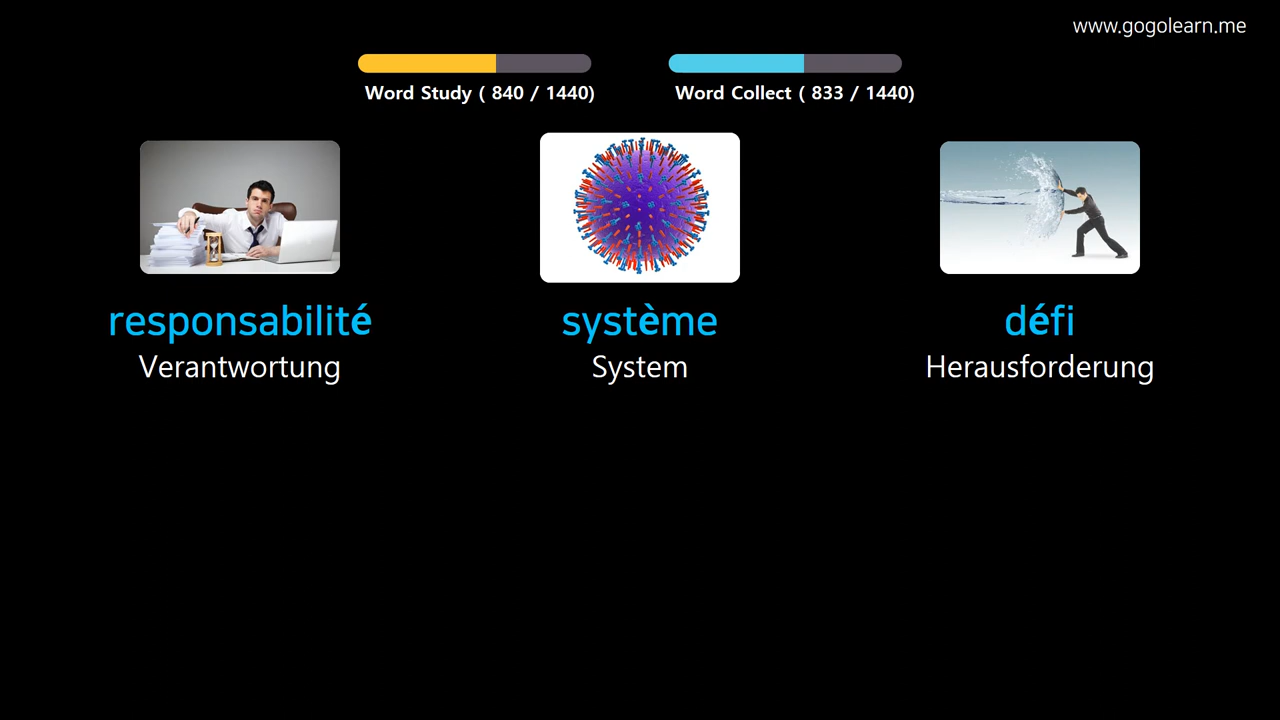 www.gogolearn.me
Word Study ( 840 / 1440)
Word Collect ( 833 / 1440)
responsabilité
système
défi
Verantwortung
System
Herausforderung